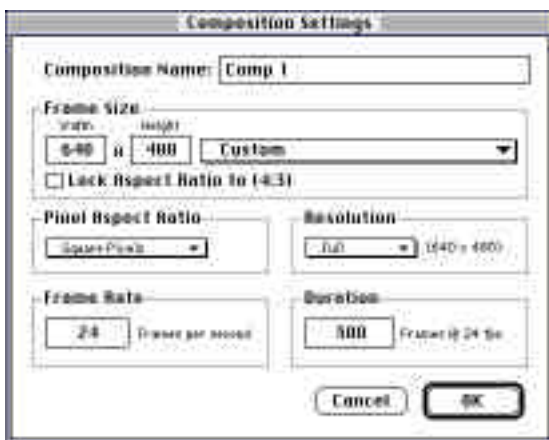 Composition Settings
Composition Name: Comp 1
Frame Size
Width Height
640 x 480 Custom
Lock Aspect Ratio to (4:3)
Pixel Aspect Ratio
Square Pixels
Resolution
Full (640 x 480)
Frame Rate
24 Frames per second
Duration
Frames @ 24 fps
Cancel OK